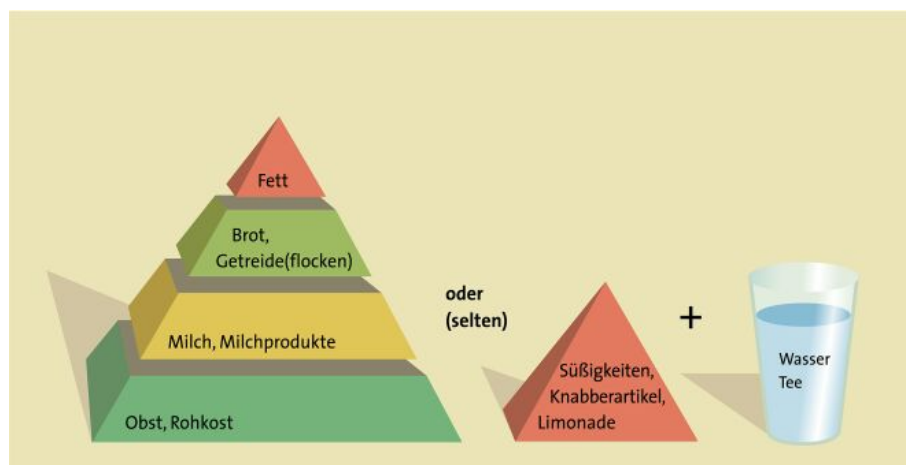 Fett
Brot,
Getreide(flocken)
Milch, Milchprodukte
Obst, Rohkost
oder
(selten)
Süßigkeiten,
Knabberartikel,
Limonade
+
Wasser
Tee